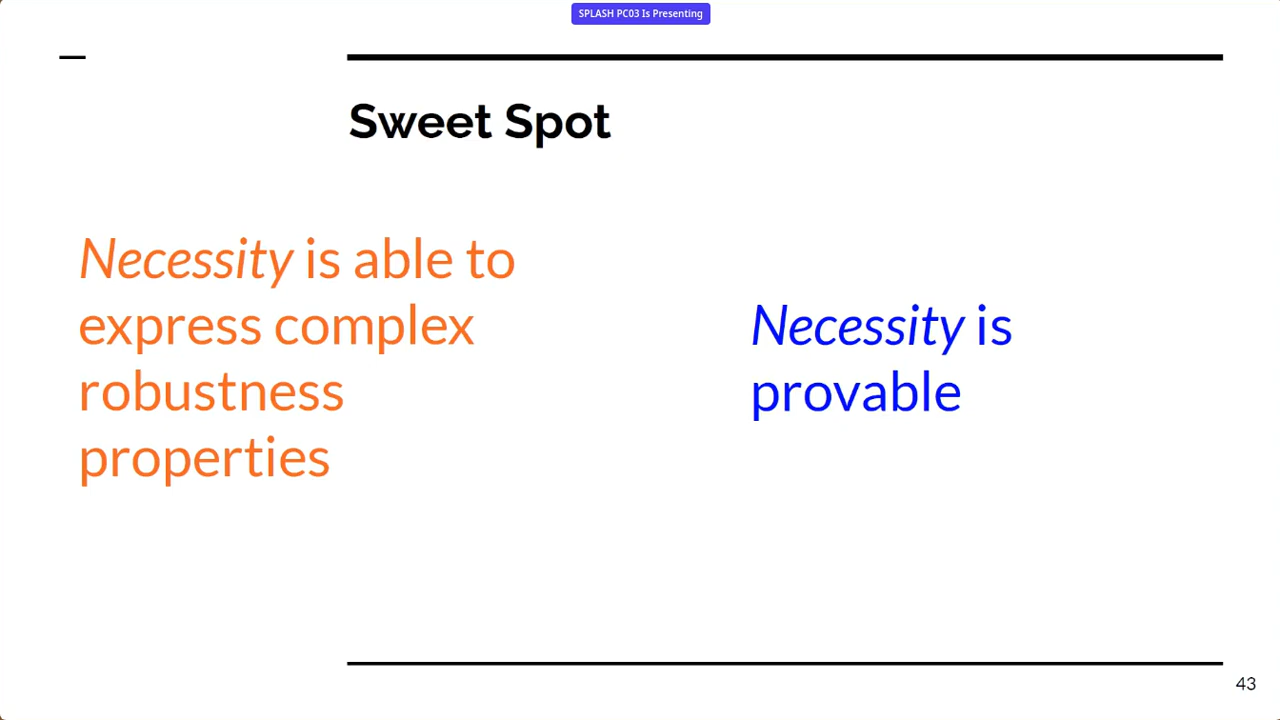 SPLASH PC03 Is Presenting
Sweet Spot
Necessity is able to
express complex
robustness
properties
Necessity is
provable
43